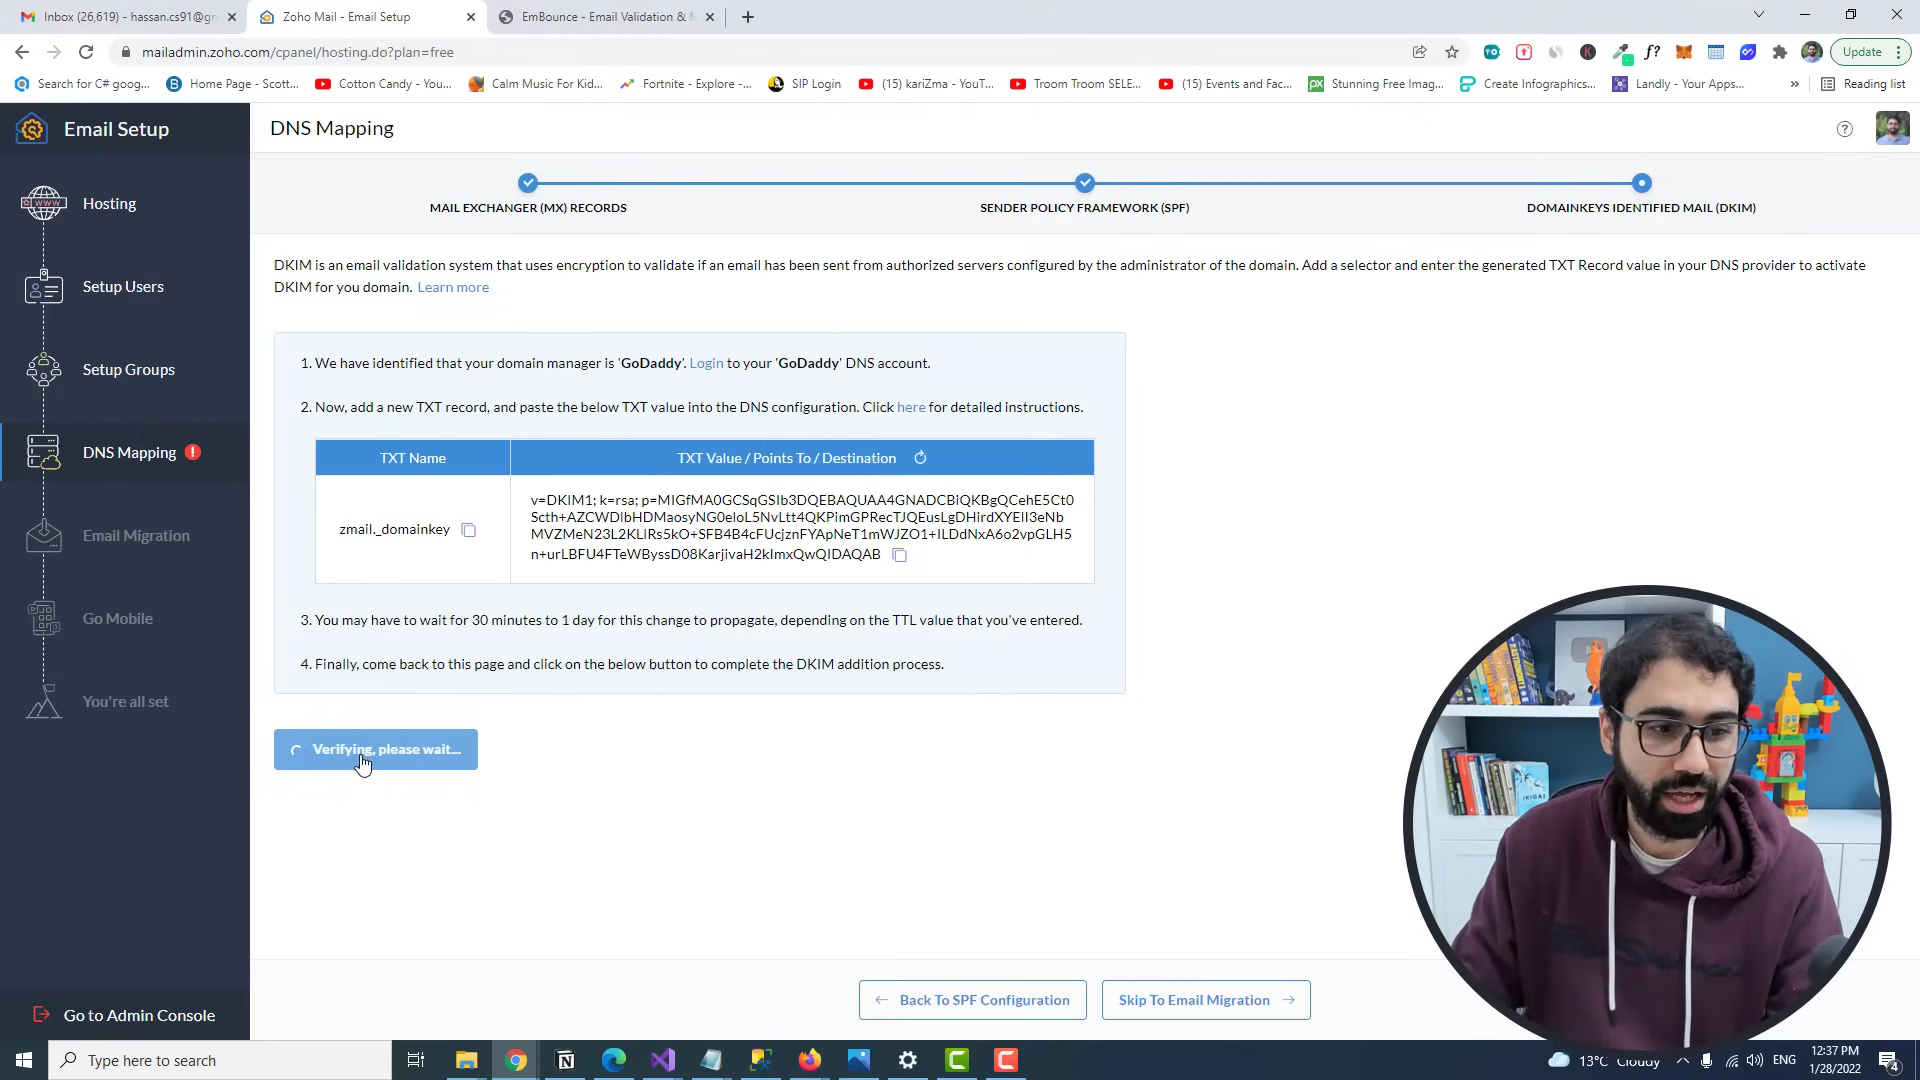 Inbox (26,619) - hassan.cs91@gm
Zoho Mail - Email Setup
EmBounce - Email Validation &
mailadmin.zoho.com/cpanel/hosting.do?plan=free
Update
Search for C# goog...
Home Page - Scott...
Cotton Candy - You...
Calm Music For Kid...
Fortnite - Explore -...
SIP Login
(15) kariZma - YouT...
Troom Troom SELE...
(15) Events and Fac...
Stunning Free Imag...
Create Infographics...
Landly - Your Apps...
Reading list
Email Setup
DNS Mapping
Hosting
Setup Users
Setup Groups
DNS Mapping
Email Migration
Go Mobile
You're all set
Go to Admin Console
MAIL EXCHANGER (MX) RECORDS
SENDER POLICY FRAMEWORK (SPF)
DOMAINKEYS IDENTIFIED MAIL (DKIM)
DKIM is an email validation system that uses encryption to validate if an email has been sent from authorized servers configured by the administrator of the domain. Add a selector and enter the generated TXT Record value in your DNS provider to activate
DKIM for you domain. Learn more
1. We have identified that your domain manager is 'GoDaddy'. Login to your 'GoDaddy' DNS account.
2. Now, add a new TXT record, and paste the below TXT value into the DNS configuration. Click here for detailed instructions.
TXT Name
TXT Value / Points To / Destination
zmail._domainkey
v=DKIM1; k=rsa; p=MIGfMA0GCSqGSIb3DQEBAQUAA4GNADCBiQKBgQCehE5Ct0
Scth+AZCWDlbHDMaosyNG0eloL5NvLtt4QKPimGPRecTJQEusLgDHirdXYEII3eNb
MVZMeN23L2KLlRs5kO+SFB4B4cFUcjznFYApNeT1mWJZO1+ILDdNxA6o2vpGLH5
n+urLBFU4FTeWByssD08KarjivaH2kImxQwQIDAQAB
3. You may have to wait for 30 minutes to 1 day for this change to propagate, depending on the TTL value that you've entered.
4. Finally, come back to this page and click on the below button to complete the DKIM addition process.
Verifying, please wait...
Back To SPF Configuration
Skip To Email Migration
IKIGAI
Type here to search
13°C Cloudy
ENG
12:37 PM
1/28/2022
4